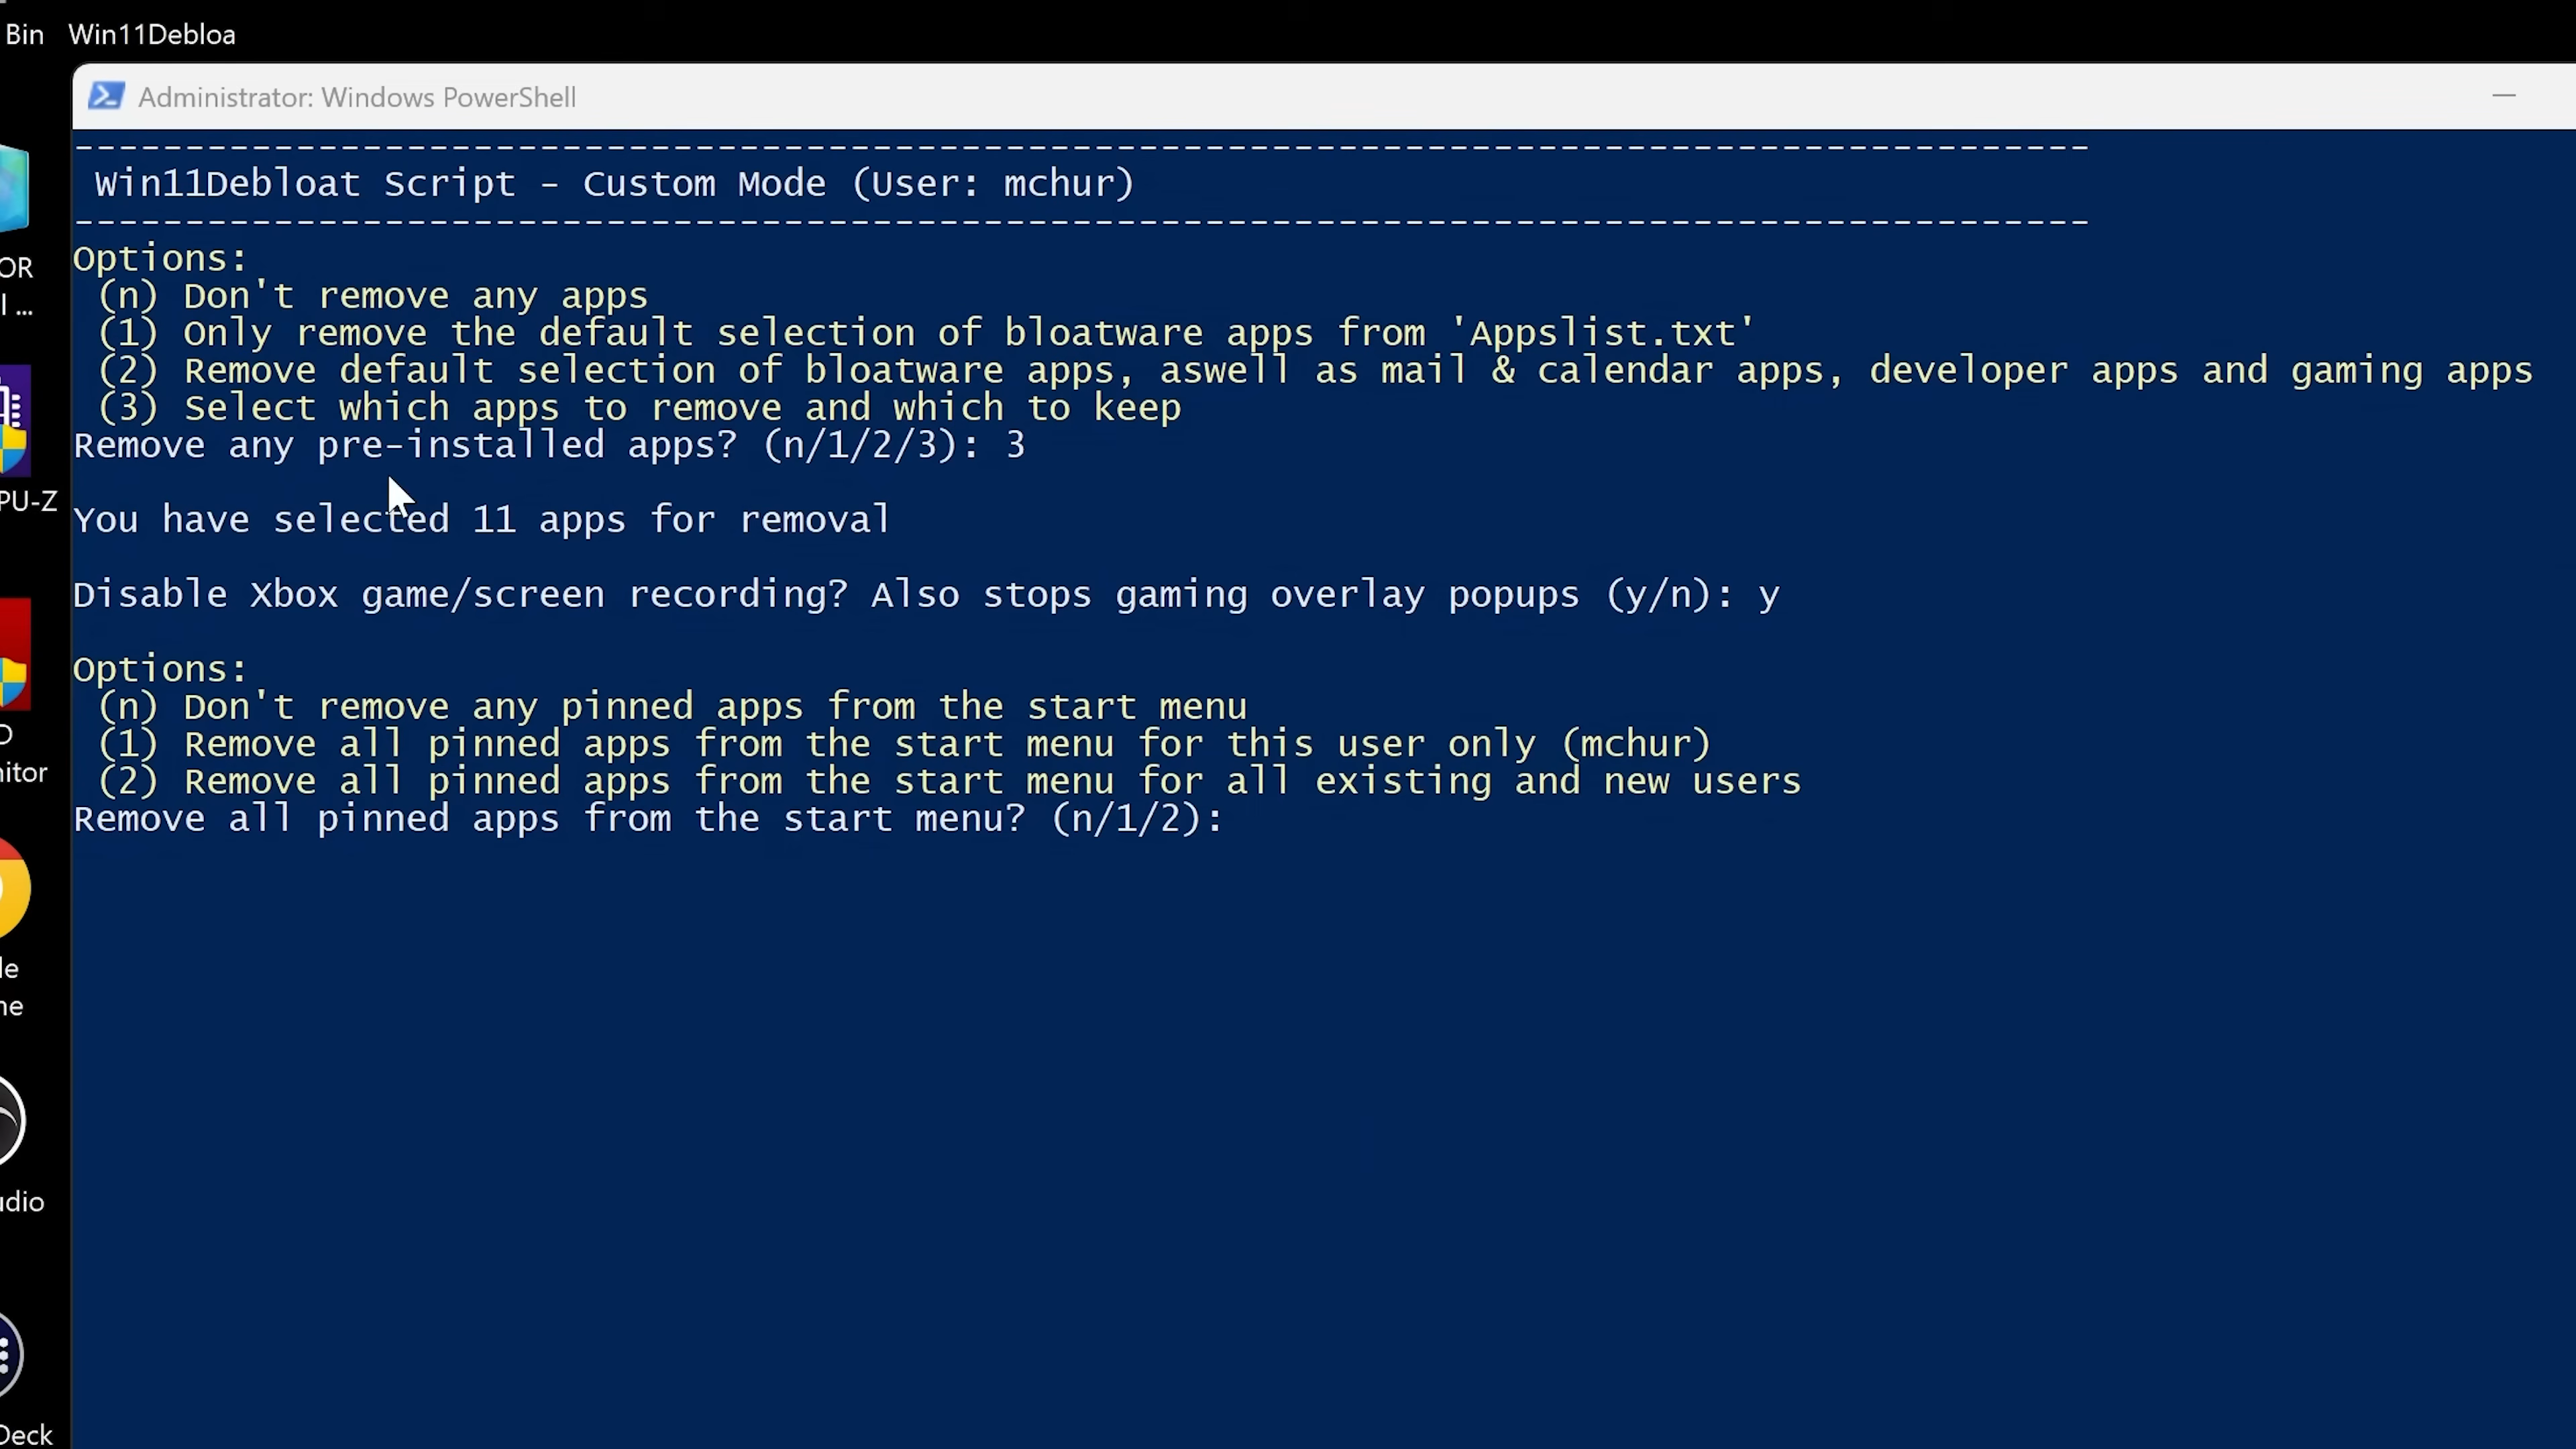 Bin Win11Debloa
Administrator: Windows PowerShell
--------------------------------------------------------------------------------------------
Win11Debloat Script - Custom Mode (User: mchur)
--------------------------------------------------------------------------------------------
Options:
(n) Don't remove any apps
(1) Only remove the default selection of bloatware apps from 'Appslist.txt'
(2) Remove default selection of bloatware apps, aswell as mail & calendar apps, developer apps and gaming apps
(3) Select which apps to remove and which to keep
Remove any pre-installed apps? (n/1/2/3): 3
You have selected 11 apps for removal
Disable Xbox game/screen recording? Also stops gaming overlay popups (y/n): y
Options:
(n) Don't remove any pinned apps from the start menu
(1) Remove all pinned apps from the start menu for this user only (mchur)
(2) Remove all pinned apps from the start menu for all existing and new users
Remove all pinned apps from the start menu? (n/1/2):
OR
l ...
PU-Z
nitor
le
ne
udio
Deck